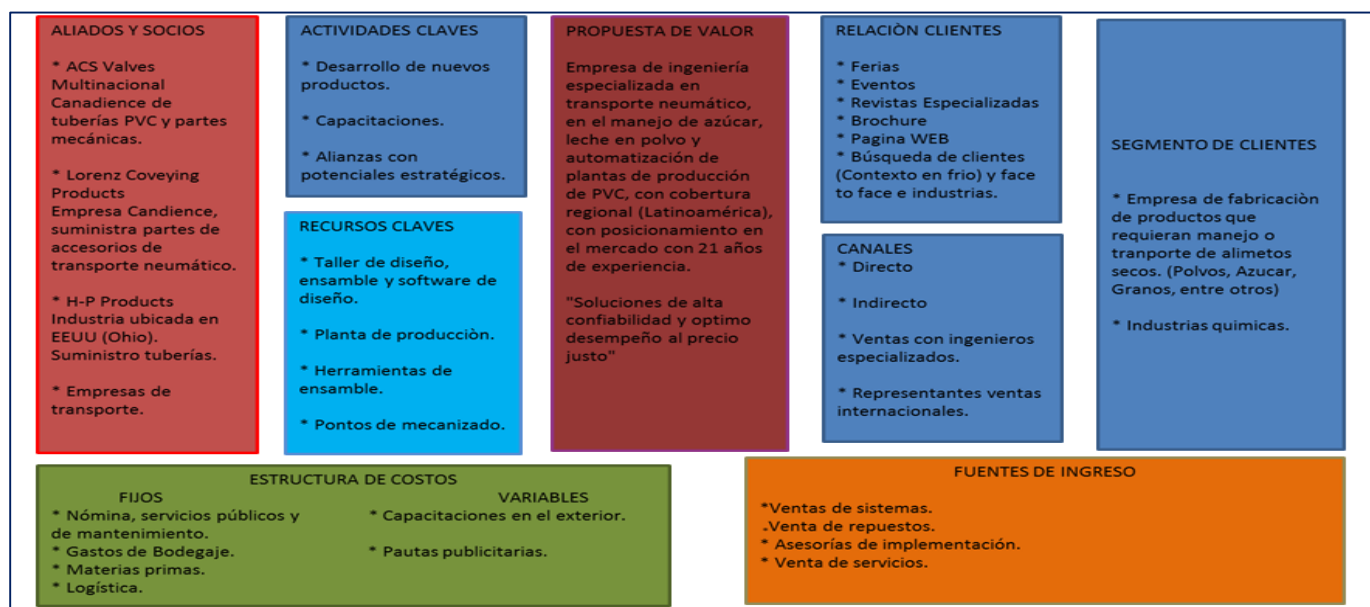 ALIADOS Y SOCIOS
* ACS Valves
Multinacional
Canadience de
tuberías PVC y partes
mecánicas.
* Lorenz Coveying
Products
Empresa Candience,
suministra partes de
accesorios de
transporte neumático.
* H-P Products
Industria ubicada en
EEUU (Ohio).
Suministro tuberías.
* Empresas de
transporte.
ACTIVIDADES CLAVES
* Desarrollo de nuevos
productos.
* Capacitaciones.
* Alianzas con
potenciales estratégicos.
RECURSOS CLAVES
* Taller de diseño,
ensamble y software de
diseño.
* Planta de producciòn.
* Herramientas de
ensamble.
* Pontos de mecanizado.
PROPUESTA DE VALOR
Empresa de ingeniería
especializada en
transporte neumático,
en el manejo de azúcar,
leche en polvo y
automatización de
plantas de producción
de PVC, con cobertura
regional (Latinoamérica),
con posicionamiento en
el mercado con 21 años
de experiencia.
"Soluciones de alta
confiabilidad y optimo
desempeño al precio
justo"
RELACIÒN CLIENTES
* Ferias
* Eventos
* Revistas Especializadas
* Brochure
* Pagina WEB
* Búsqueda de clientes
(Contexto en frio) y face
to face e industrias.
CANALES
* Directo
* Indirecto
* Ventas con ingenieros
especializados.
* Representantes ventas
internacionales.
SEGMENTO DE CLIENTES
* Empresa de fabricaciòn
de productos que
requieran manejo o
tranporte de alimetos
secos. (Polvos, Azucar,
Granos, entre otros)
* Industrias quimicas.
ESTRUCTURA DE COSTOS
FIJOS
* Nómina, servicios públicos y
de mantenimiento.
* Gastos de Bodegaje.
* Materias primas.
* Logística.
VARIABLES
* Capacitaciones en el exterior.
* Pautas publicitarias.
FUENTES DE INGRESO
*Ventas de sistemas.
.Venta de repuestos.
* Asesorías de implementación.
* Venta de servicios.